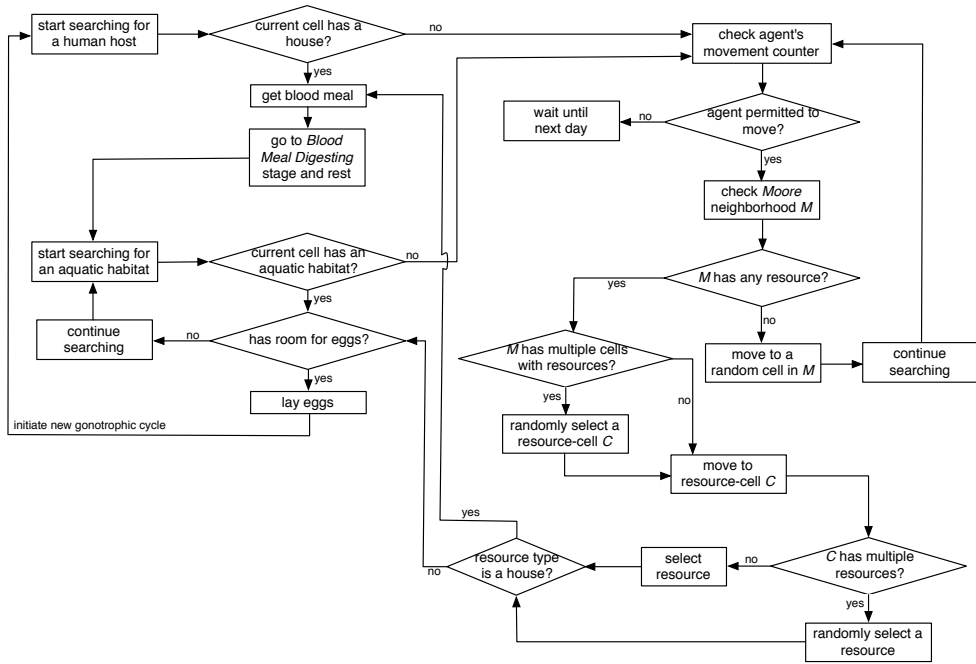 start searching for
a human host
current cell has a
house?
no
check agent's
movement counter
yes
get blood meal
agent permitted to
move?
no
wait until
next day
go to Blood
Meal Digesting
stage and rest
yes
check Moore
neighborhood M
start searching for
an aquatic habitat
current cell has an
aquatic habitat?
no
M has any resource?
yes
yes
no
continue
searching
no
has room for eggs?
M has multiple cells
with resources?
move to a
random cell in M
continue
searching
yes
lay eggs
yes
no
initiate new gonotrophic cycle
randomly select a
resource-cell C
move to
resource-cell C
yes
resource type
is a house?
no
select
resource
no
C has multiple
resources?
yes
randomly select a
resource